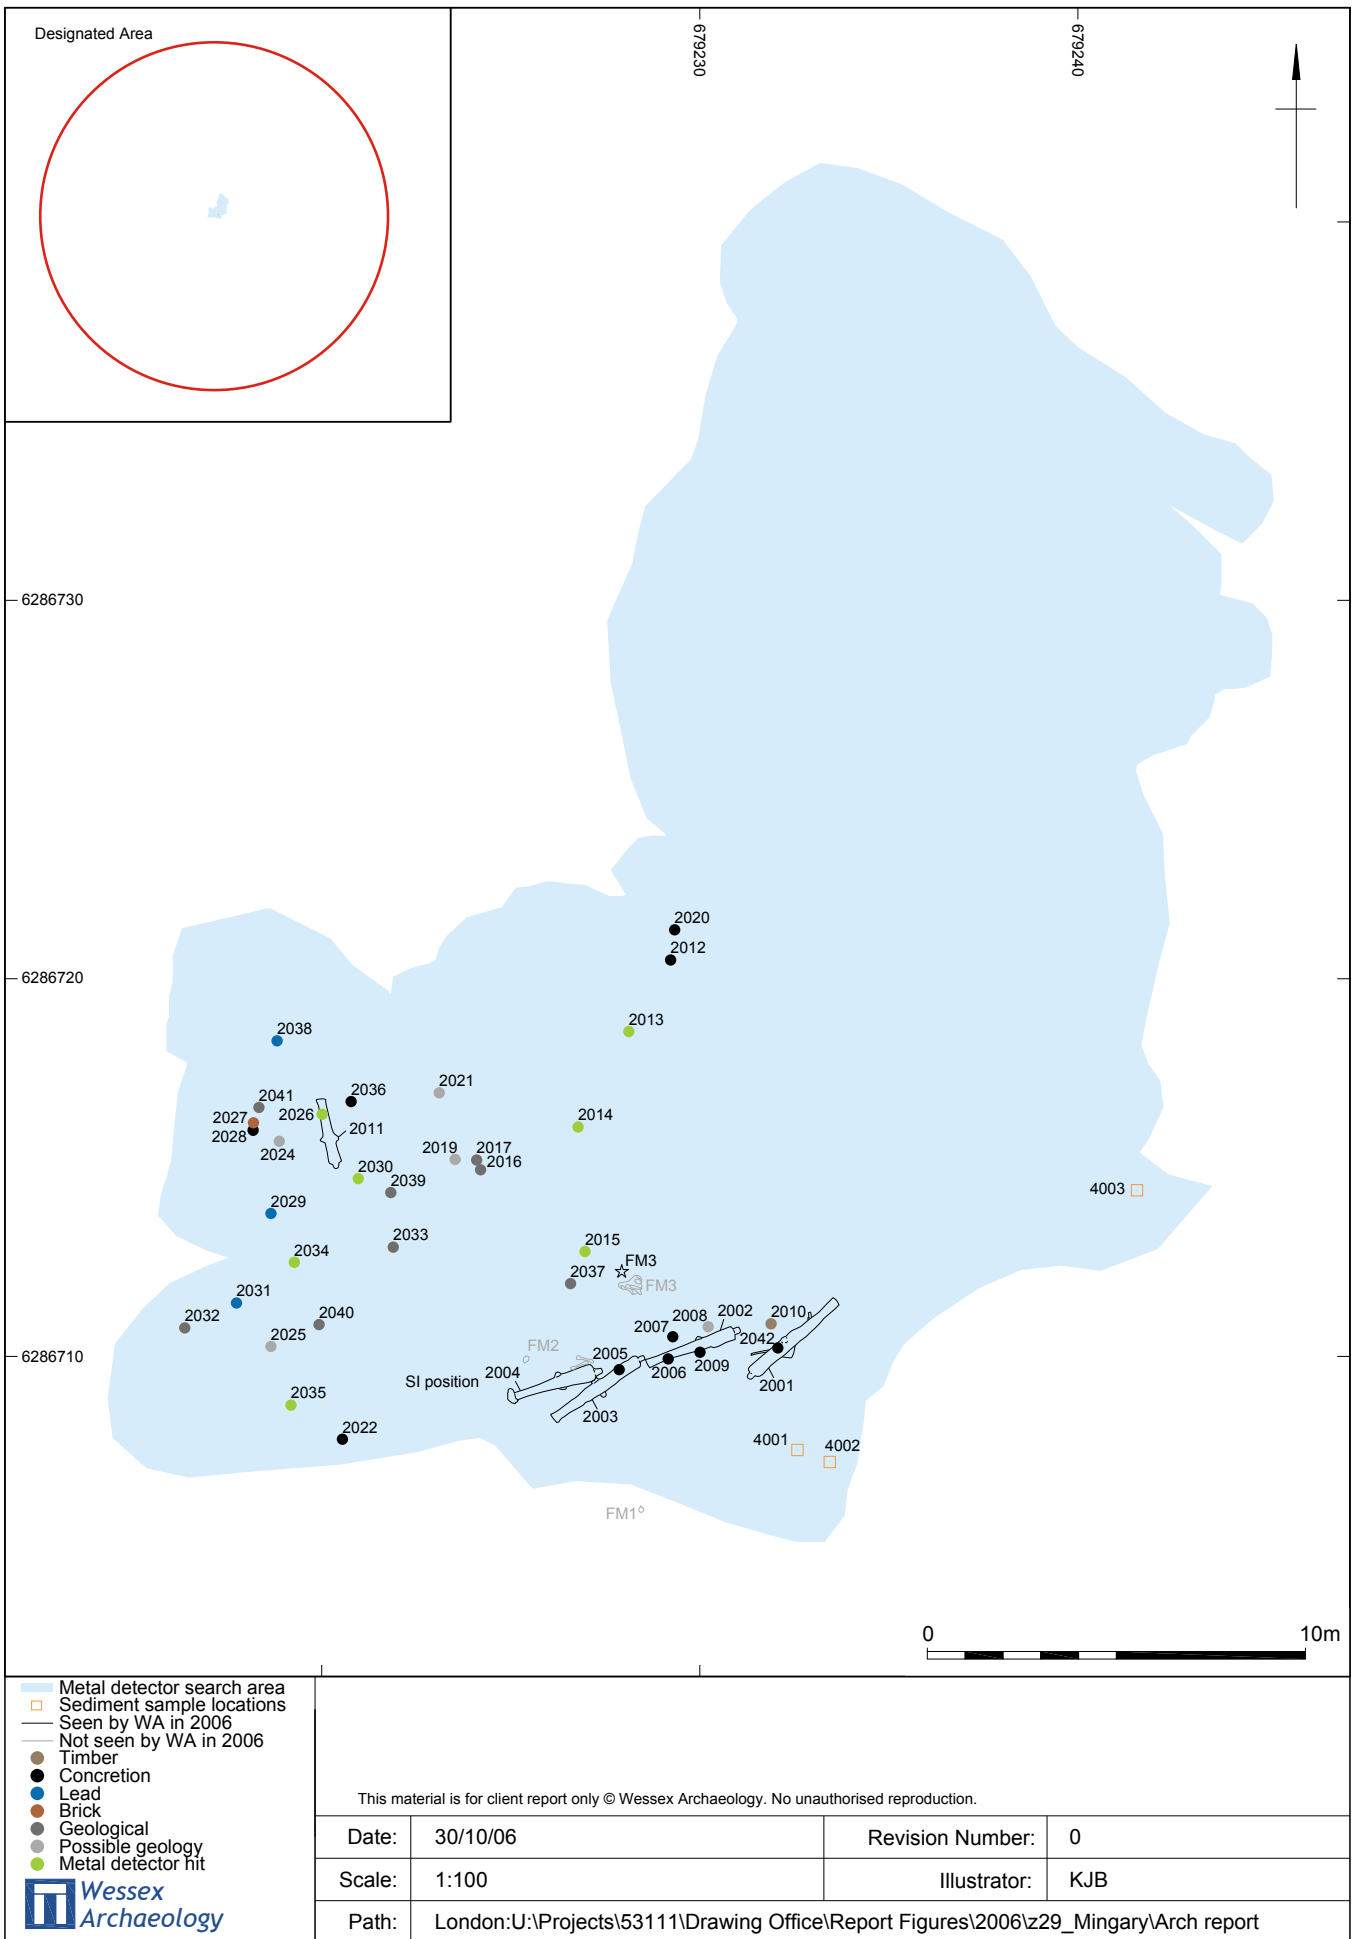 Designated Area
679230
679240
6286730
6286720
6286710
2020
2012
2013
2038
2021
2036
2041
2026
2027
2028
2011
2014
2024
2019
2017
2016
2030
2039
2029
2033
2034
2015
FM3
FM3
2037
4003
2031
2032
2040
2025
2008
2002
2010
2007
2042
FM2
2005
2006
2009
2004
SI position
2001
2003
2035
2022
4001
4002
FM1
0
10m
Metal detector search area
Sediment sample locations
Seen by WA in 2006
Not seen by WA in 2006
Timber
Concretion
Lead
Brick
Geological
Possible geology
Metal detector hit
Wessex
Archaeology
This material is for client report only © Wessex Archaeology. No unauthorised reproduction.
Date: 30/10/06 Revision Number: 0
Scale: 1:100 Illustrator: KJB
Path: London:U:\Projects\53111\Drawing Office\Report Figures\2006\z29_Mingary\Arch report